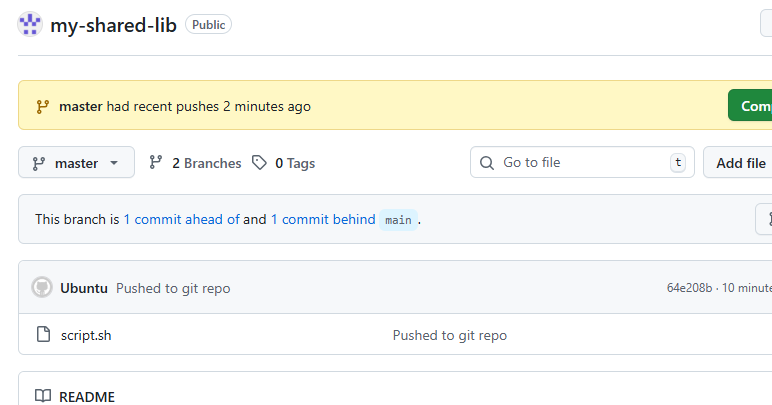 my-shared-lib Public
master had recent pushes 2 minutes ago
master 2 Branches 0 Tags Go to file t Add file
This branch is 1 commit ahead of and 1 commit behind main.
Ubuntu Pushed to git repo 64e208b · 10 minute
script.sh Pushed to git repo
README